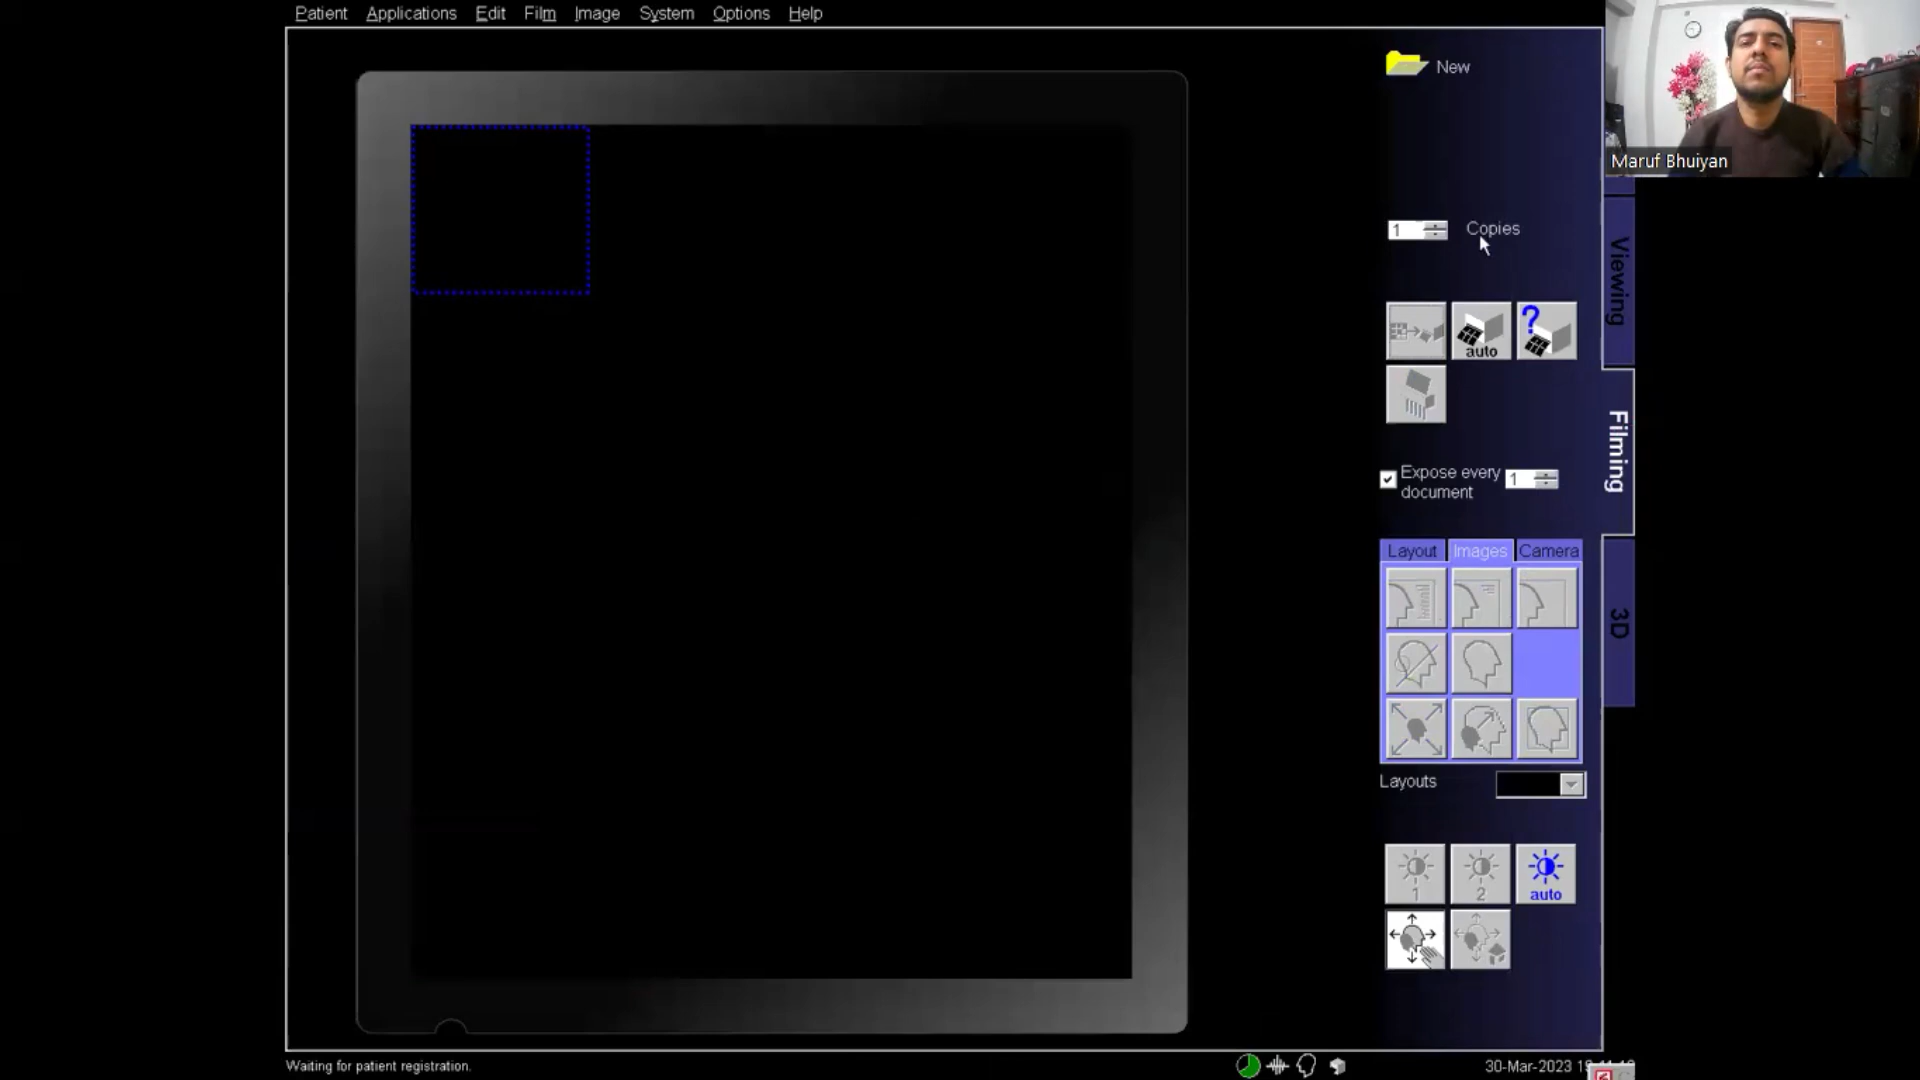 Patient Applications Edit Film Image System Options Help
New
Maruf Bhuiyan
1 Copies
Viewing
auto
?
Filming
Expose every
document
1
Layout Images Camera
3D
Layouts
1 2 auto
Waiting for patient registration.
30-Mar-2023